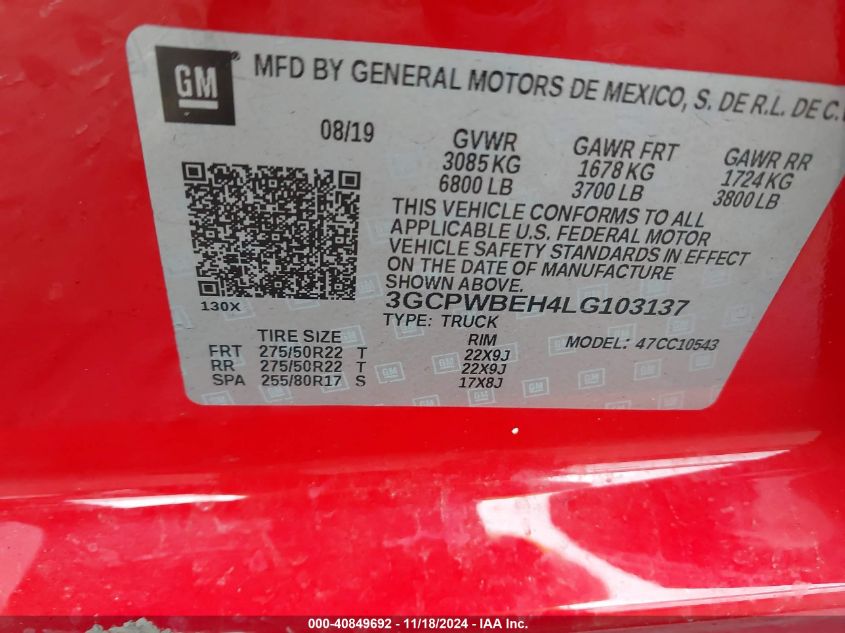 GM
MFD BY GENERAL MOTORS DE MEXICO, S. DE R.L. DE C.V
08/19
GVWR
3085 KG
6800 LB
GAWR FRT
1678 KG
3700 LB
GAWR RR
1724 KG
3800 LB
THIS VEHICLE CONFORMS TO ALL
APPLICABLE U.S. FEDERAL MOTOR
VEHICLE SAFETY STANDARDS IN EFFECT
ON THE DATE OF MANUFACTURE
SHOWN ABOVE.
3GCPWBEH4LG103137
TYPE: TRUCK
MODEL: 47CC10543
130X
TIRE SIZE RIM
FRT 275/50R22 T 22X9J
RR 275/50R22 T 22X9J
SPA 255/80R17 S 17X8J
000-40849692 - 11/18/2024 - IAA Inc.